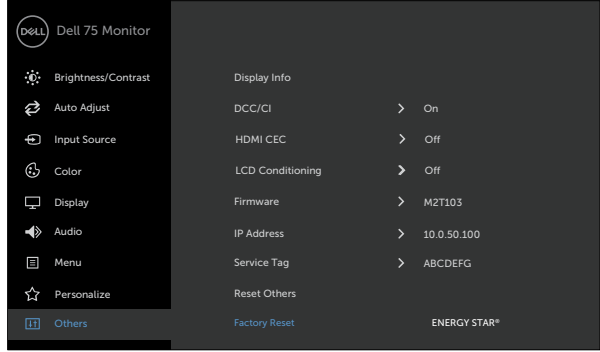 DELL Dell 75 Monitor
Brightness/Contrast Display Info
Auto Adjust DCC/CI > On
Input Source HDMI CEC > Off
Color LCD Conditioning > Off
Display Firmware > M2T103
Audio IP Address > 10.0.50.100
Menu Service Tag > ABCDEFG
Personalize Reset Others
Others Factory Reset ENERGY STAR®